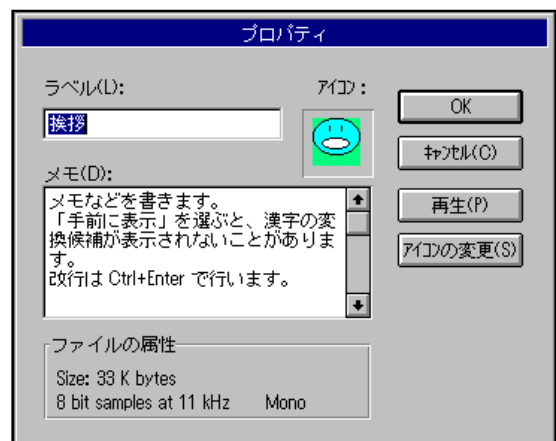 プロパティ
ラベル(L):
挨拶
ｱｲｺﾝ :
OK
ｷｬﾝｾﾙ(C)
メモ(D):
メモなどを書きます。
「手前に表示」を選ぶと、漢字の変
換候補が表示されないことがありま
す。
改行は Ctrl+Enter で行います。
再生(P)
ｱｲｺﾝの変更(S)
ファイルの属性
Size: 33 K bytes
8 bit samples at 11 kHz Mono